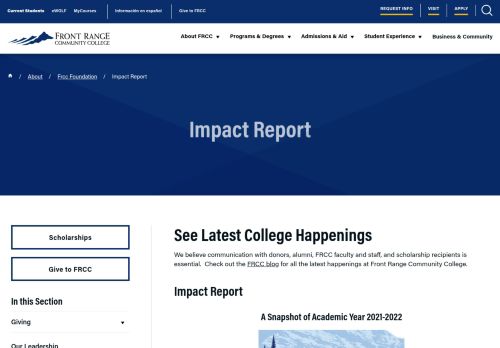 Current Students eWOLF MyCourses Información en español Give to FRCC REQUEST INFO VISIT APPLY
FRONT RANGE
COMMUNITY COLLEGE
About FRCC Programs & Degrees Admissions & Aid Student Experience Business & Community
/ About / Frcc Foundation / Impact Report
Impact Report
Scholarships
Give to FRCC
In this Section
Giving
Our Leadership
See Latest College Happenings
We believe communication with donors, alumni, FRCC faculty and staff, and scholarship recipients is
essential. Check out the FRCC blog for all the latest happenings at Front Range Community College.
Impact Report
A Snapshot of Academic Year 2021-2022